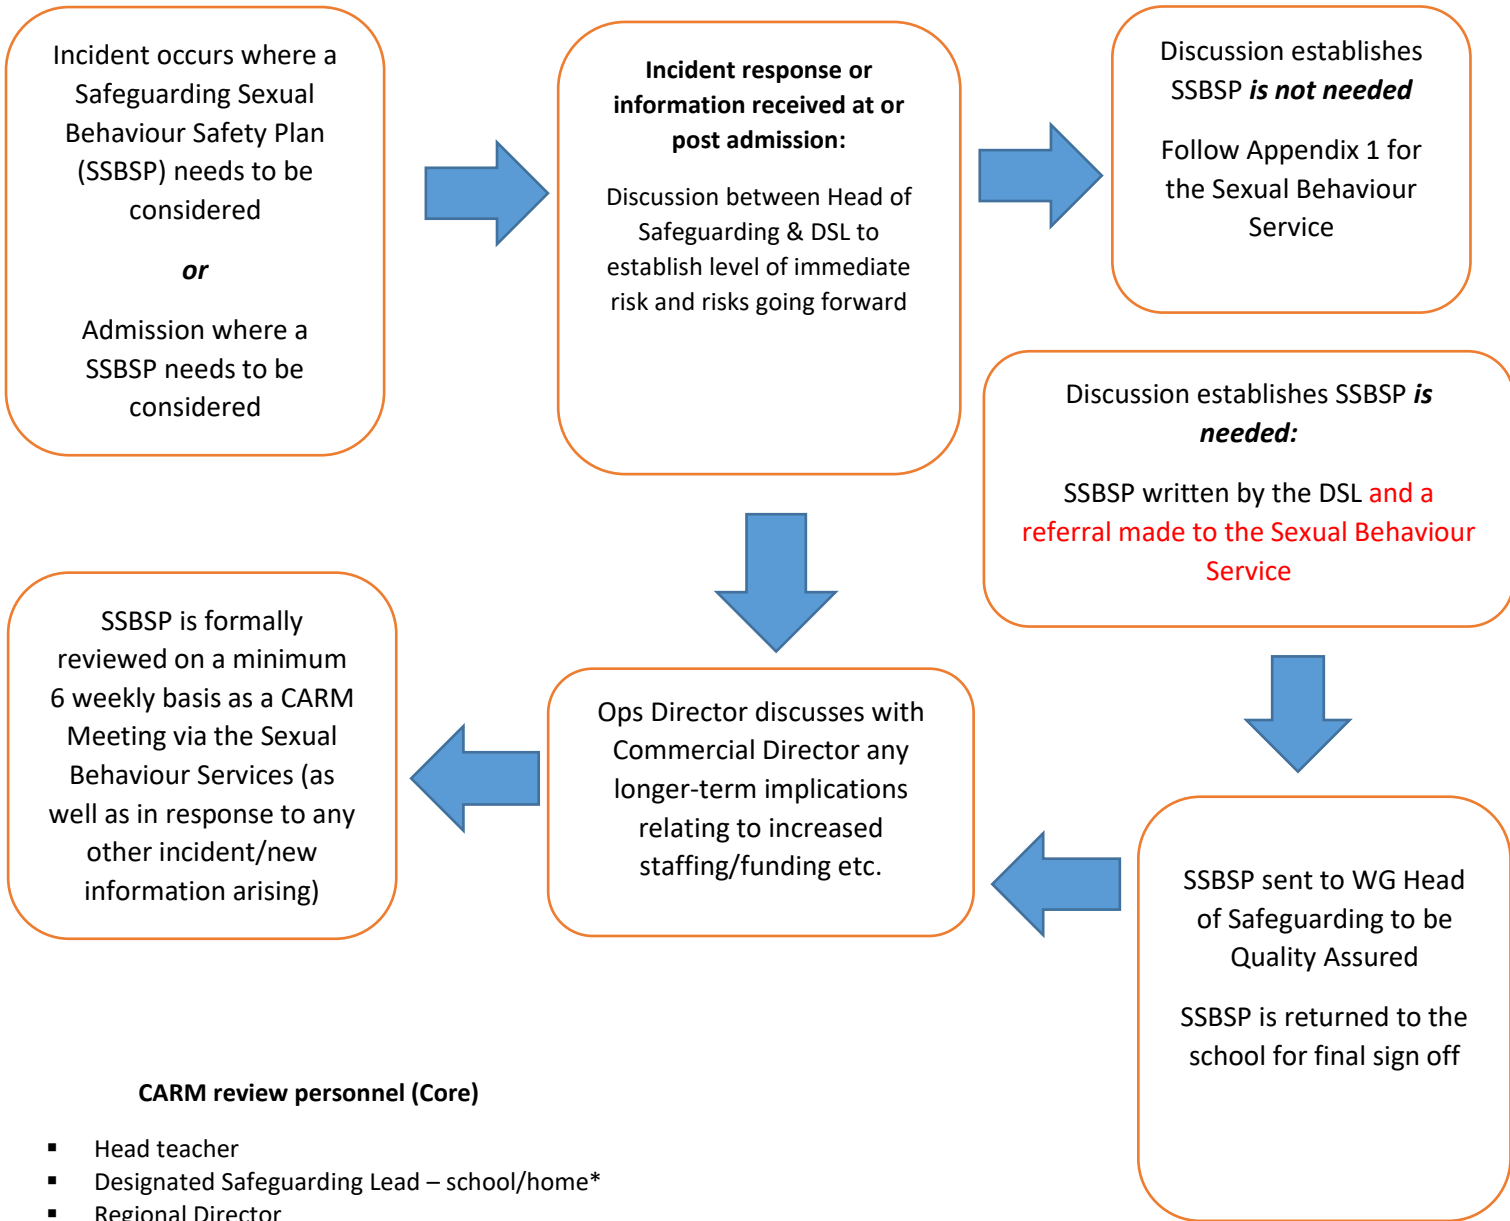 Incident occurs where a
Safeguarding Sexual
Behaviour Safety Plan
(SSBSP) needs to be
considered
or
Admission where a
SSBSP needs to be
considered
Incident response or
information received at or
post admission:
Discussion between Head of
Safeguarding & DSL to
establish level of immediate
risk and risks going forward
Discussion establishes
SSBSP is not needed
Follow Appendix 1 for
the Sexual Behaviour
Service
Discussion establishes SSBSP is
needed:
SSBSP written by the DSL and a
referral made to the Sexual Behaviour
Service
SSBSP sent to WG Head
of Safeguarding to be
Quality Assured
SSBSP is returned to the
school for final sign off
Ops Director discusses with
Commercial Director any
longer-term implications
relating to increased
staffing/funding etc.
SSBSP is formally
reviewed on a minimum
6 weekly basis as a CARM
Meeting via the Sexual
Behaviour Services (as
well as in response to any
other incident/new
information arising)
CARM review personnel (Core)
▪ Head teacher
▪ Designated Safeguarding Lead – school/home*
▪ Regional Director